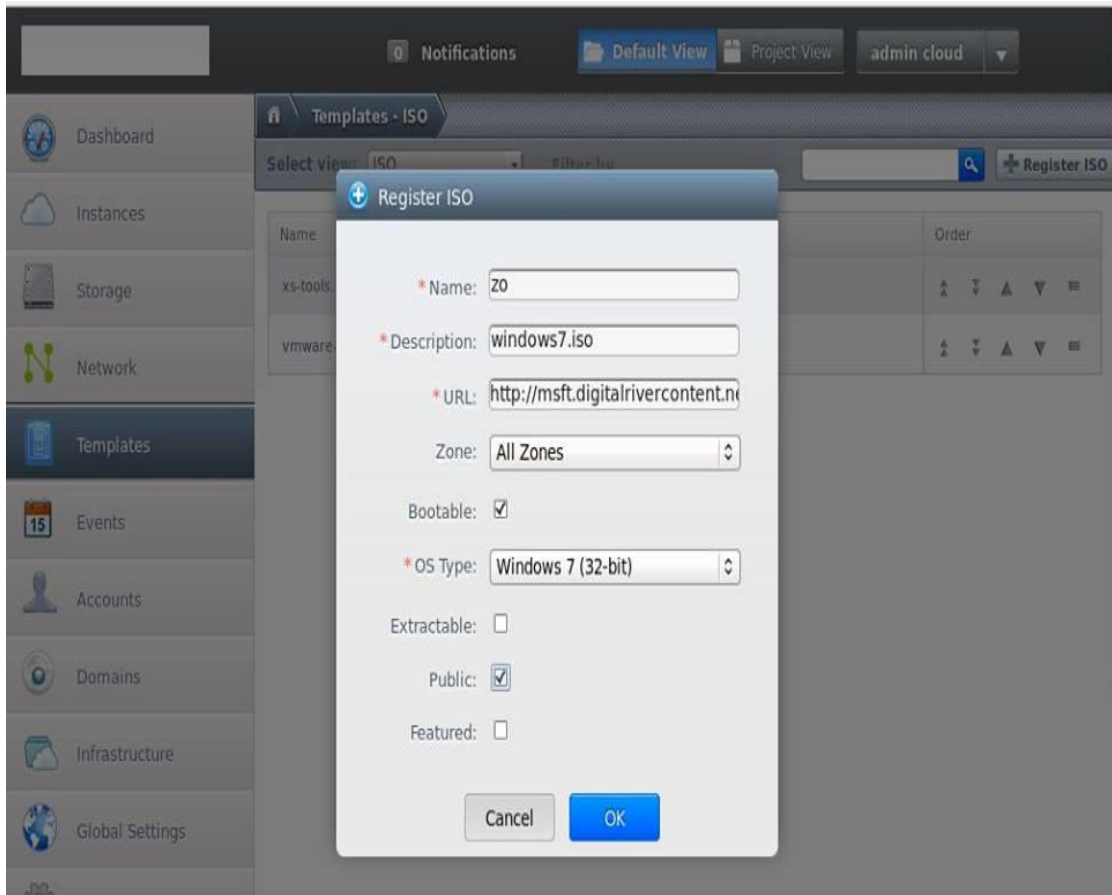 0 Notifications
Default View
Project View
admin cloud
Dashboard
Instances
Storage
Network
Templates
15
Events
Accounts
Domains
Infrastructure
Global Settings
Templates - ISO
Select view: ISO
Filter by
Register ISO
Name
Order
xs-tools.
vmware-
Register ISO
*Name: zo
*Description: windows7.iso
*URL: http://msft.digitalrivercontent.ne
Zone: All Zones
Bootable:
*OS Type: Windows 7 (32-bit)
Extractable:
Public:
Featured:
Cancel
OK